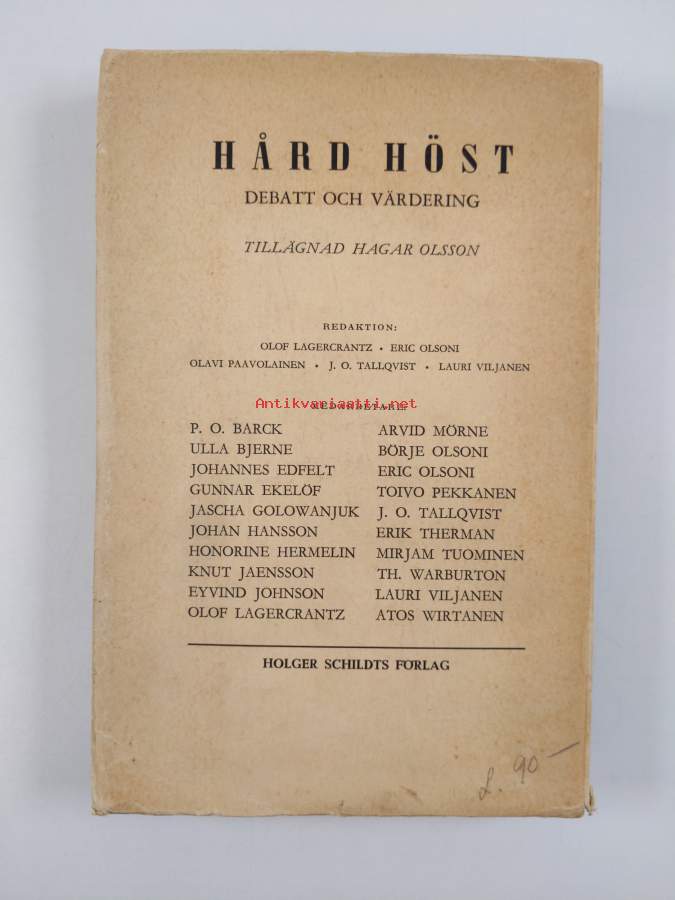 HÅRD HÖST
DEBATT OCH VÄRDERING
TILLÄGNAD HAGAR OLSSON
REDAKTION:
OLOF LAGERCRANTZ • ERIC OLSONI
OLAVI PAAVOLAINEN • J. O. TALLQVIST • LAURI VILJANEN
Antikvariaatti.net
MEDARBETARE:
P. O. BARCK
ULLA BJERNE
JOHANNES EDFELT
GUNNAR EKELÖF
JASCHA GOLOWANJUK
JOHAN HANSSON
HONORINE HERMELIN
KNUT JAENSSON
EYVIND JOHNSON
OLOF LAGERCRANTZ
ARVID MÖRNE
BÖRJE OLSONI
ERIC OLSONI
TOIVO PEKKANEN
J. O. TALLQVIST
ERIK THERMAN
MIRJAM TUOMINEN
TH. WARBURTON
LAURI VILJANEN
ATOS WIRTANEN
HOLGER SCHILDTS FÖRLAG
90—